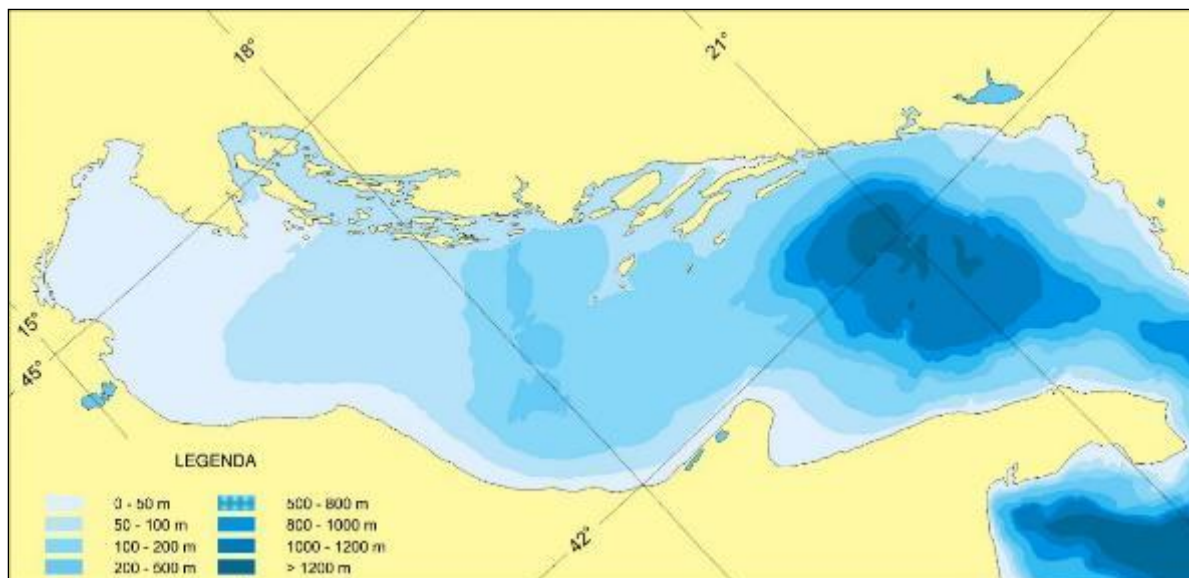 18°
21°
15°
45°
42°
LEGENDA
0 - 50 m
50 - 100 m
100 - 200 m
200 - 500 m
500 - 800 m
800 - 1000 m
1000 - 1200 m
> 1200 m